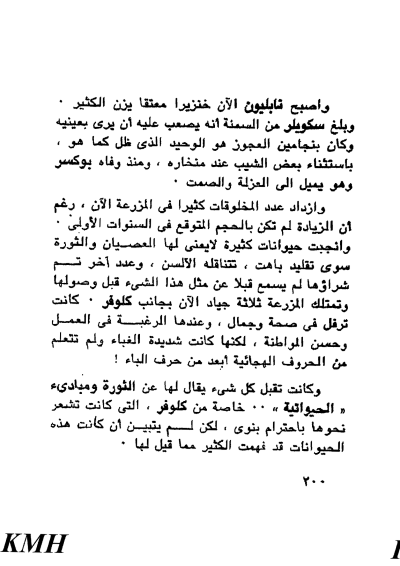 وأصبح نابليون الآن خنزيرا معتقا يزن الكثير ·
وبلغ سكويلر من السمنة أنه يصعب عليه أن يرى بعينيه
وكان بنجامين العجوز هو الوحيد الذى ظل كما هو ،
باستثناء بعض الشيب عند منخاره ، ومنذ وفاه بوكسر
وهو يميل الى العزلة والصمت ·
وازداد عدد المخلوقات كثيرا فى المزرعة الآن ، رغم
أن الزيادة لم تكن بالحجم المتوقع فى السنوات الأولى ·
وانجبت حيوانات كثيرة لايعنى لها العصيان والثورة
سوى تقليد باهت ، تتناقله الألسن ، وعدد آخر تم
شراؤها لم يسمع قبلا عن مثل هذا الشىء قبل وصولها
وتمتلك المزرعة ثلاثة جياد الآن بجانب كلوفر · كانت
ترفل فى صحة وجمال ، وعندها الرغبة فى العمل
وحسن المواطنة ، لكنها كانت شديدة الغباء ولم تتعلم
من الحروف الهجائية أبعد من حرف الباء !
وكانت تقبل كل شىء يقال لها عن الثورة ومبادىء
« الحيوانية » ·· خاصة من كلوفر ، التى كانت تشعر
نحوها باحترام بنوى ، لكن لم يتبين أن كانت هذه
الحيوانات قد فهمت الكثير مما قيل لها ·
٢٠٠
KMH